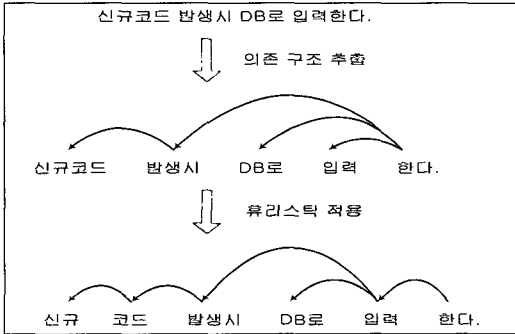 신규코드 발생시 DB로 입력한다.
의존 구조 추출
신규코드 발생시 DB로 입력 한다.
휴리스틱 적용
신규 코드 발생시 DB로 입력 한다.